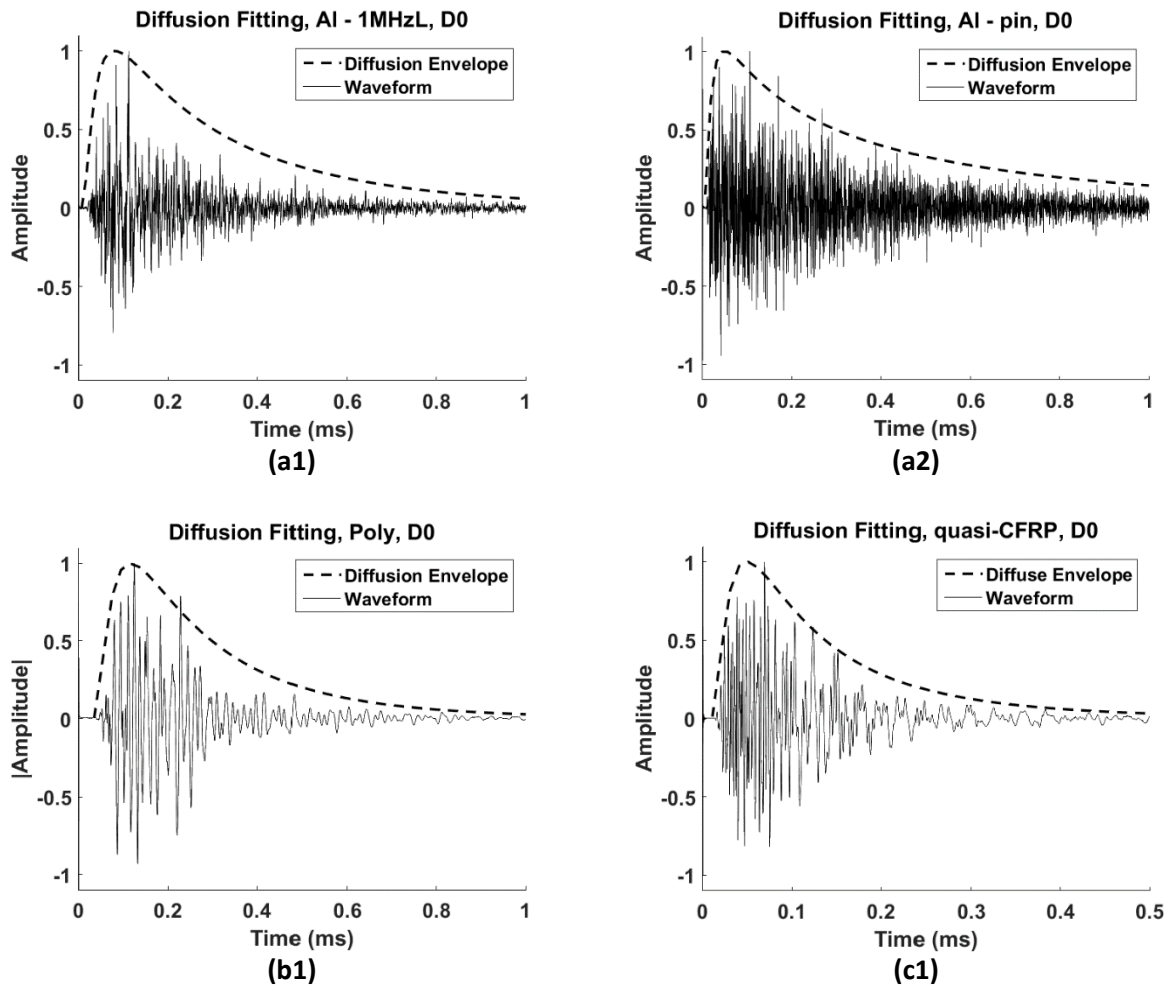 Diffusion Fitting, Al - 1MHzL, D0
Diffusion Envelope
Waveform
Amplitude
1
0.5
0
-0.5
-1
0 0.2 0.4 0.6 0.8 1
Time (ms)
(a1)
Diffusion Fitting, Al - pin, D0
Diffusion Envelope
Waveform
Amplitude
1
0.5
0
-0.5
-1
0 0.2 0.4 0.6 0.8 1
Time (ms)
(a2)
Diffusion Fitting, Poly, D0
Diffusion Envelope
Waveform
|Amplitude|
1
0.5
0
-0.5
-1
0 0.2 0.4 0.6 0.8 1
Time (ms)
(b1)
Diffusion Fitting, quasi-CFRP, D0
Diffuse Envelope
Waveform
Amplitude
1
0.5
0
-0.5
-1
0 0.1 0.2 0.3 0.4 0.5
Time (ms)
(c1)